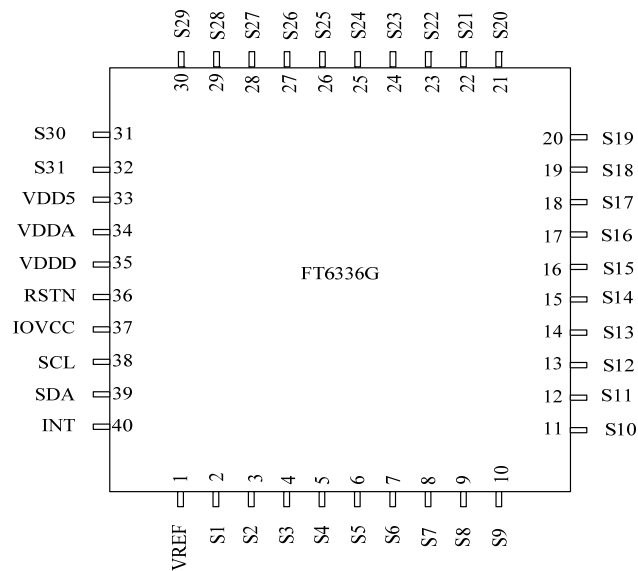 S29 S28 S27 S26 S25 S24 S23 S22 S21 S20
30 29 28 27 26 25 24 23 22 21
S30 31 20 S19
S31 32 19 S18
VDD5 33 18 S17
VDDA 34 17 S16
VDDD 35 16 S15
FT6336G
RSTN 36 15 S14
IOVCC 37 14 S13
SCL 38 13 S12
SDA 39 12 S11
INT 40 11 S10
1 2 3 4 5 6 7 8 9 10
VREF S1 S2 S3 S4 S5 S6 S7 S8 S9